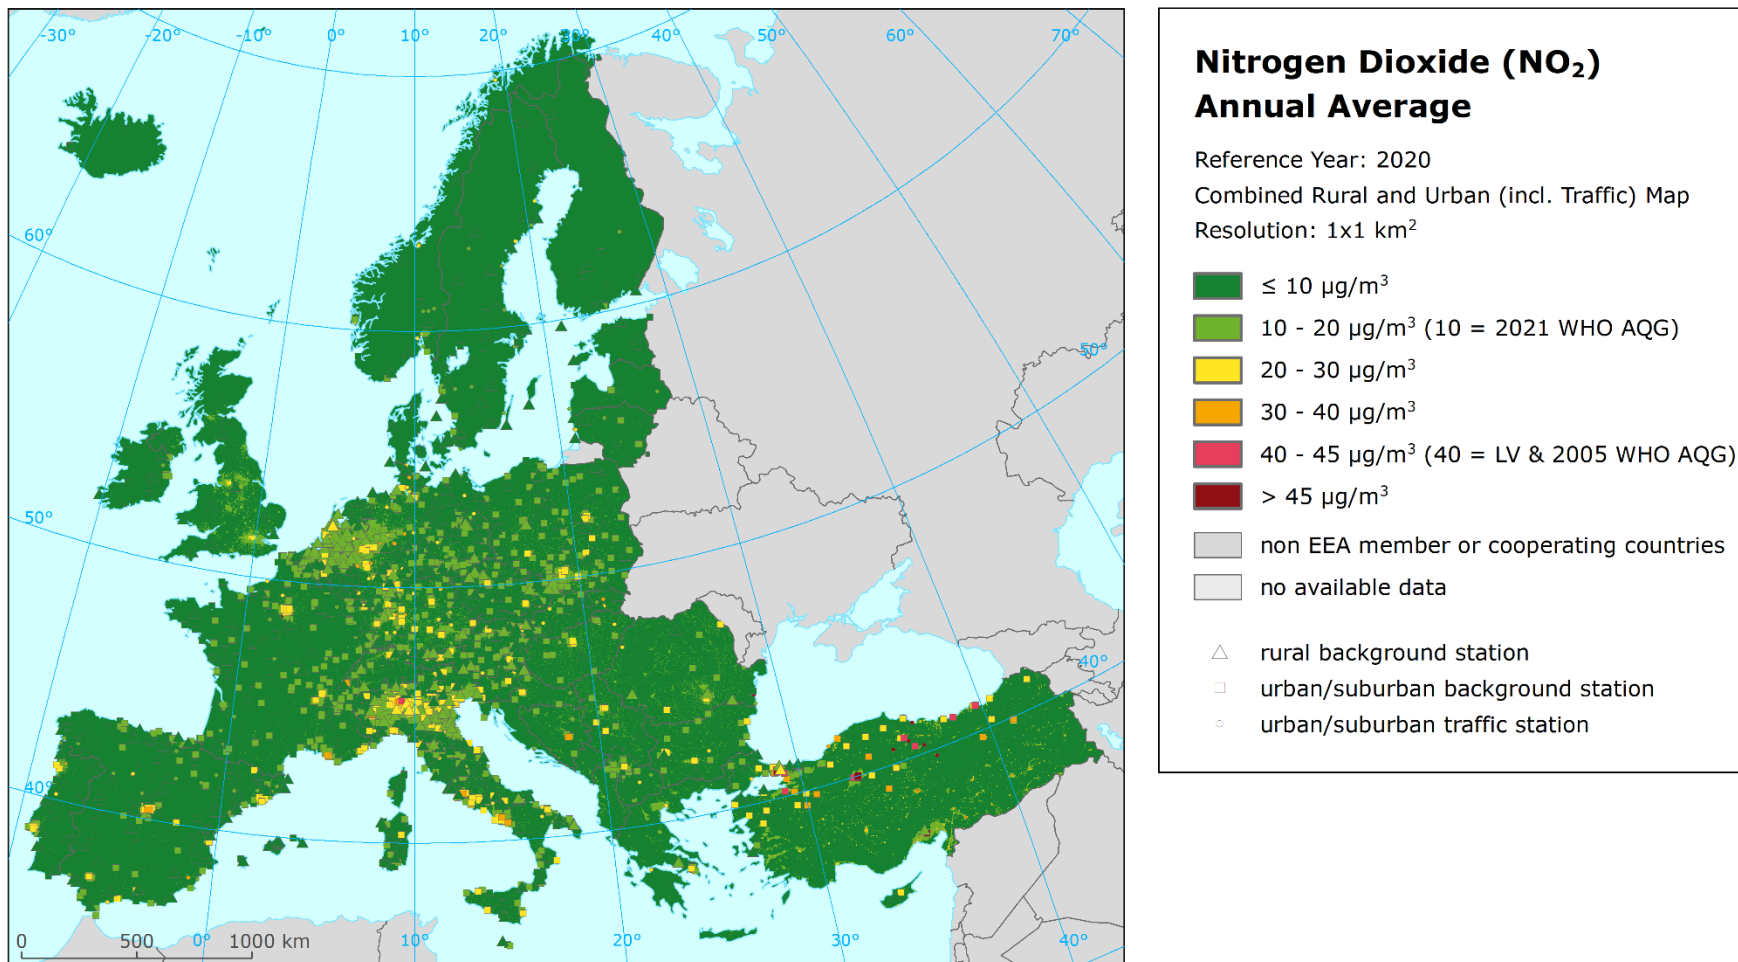 -30° -20° -10° 0° 10° 20° 30° 40° 50° 60° 70°
60°
50°
50°
40°
40°
0 500 1000 km
0° 10° 20° 30° 40°
Nitrogen Dioxide (NO₂)
Annual Average
Reference Year: 2020
Combined Rural and Urban (incl. Traffic) Map
Resolution: 1x1 km²
≤ 10 µg/m³
10 - 20 µg/m³ (10 = 2021 WHO AQG)
20 - 30 µg/m³
30 - 40 µg/m³
40 - 45 µg/m³ (40 = LV & 2005 WHO AQG)
> 45 µg/m³
non EEA member or cooperating countries
no available data
rural background station
urban/suburban background station
urban/suburban traffic station